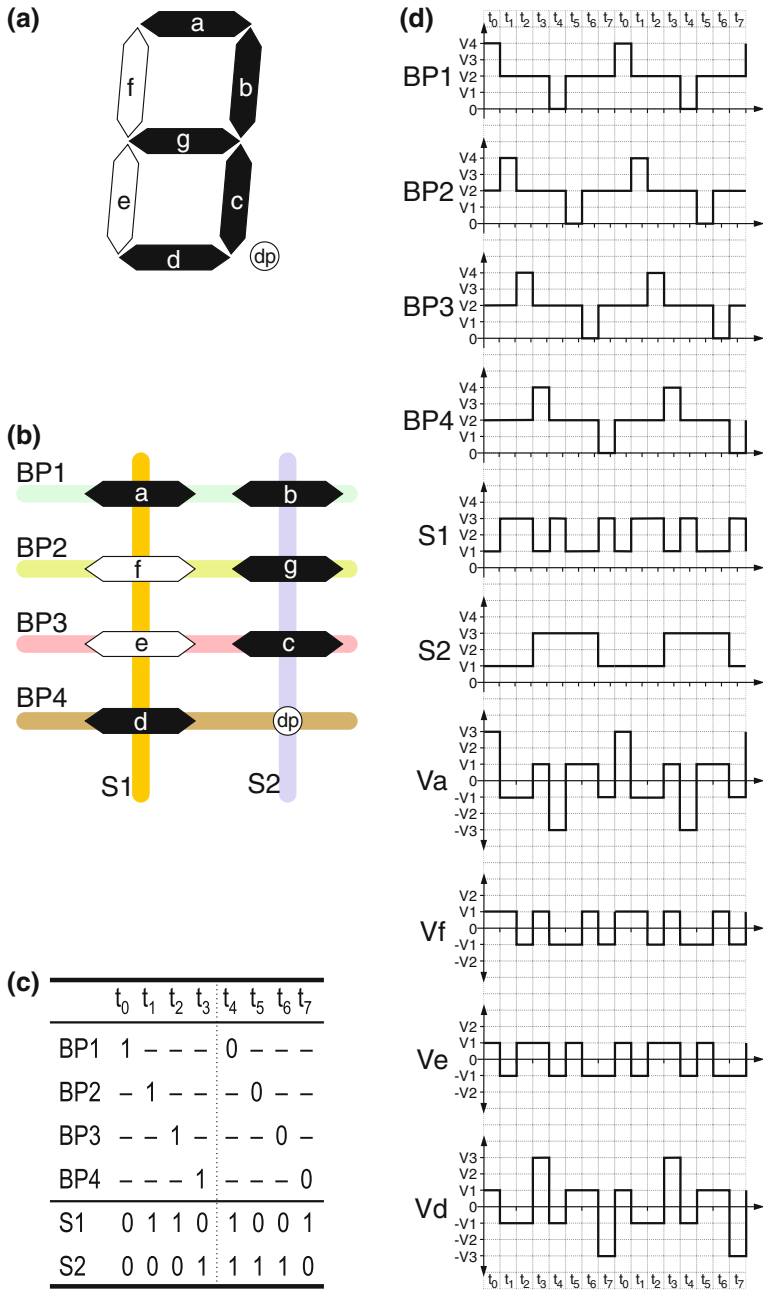 (a)
a
f
b
g
e
c
d
dp
(b)
BP1
a
b
BP2
f
g
BP3
e
c
BP4
d
dp
S1
S2
(c)
t0 t1 t2 t3 t4 t5 t6 t7
BP1 1 – – – 0 – – –
BP2 – 1 – – – 0 – –
BP3 – – 1 – – – 0 –
BP4 – – – 1 – – – 0
S1 0 1 1 0 1 0 0 1
S2 0 0 0 1 1 1 1 0
(d)
t0 t1 t2 t3 t4 t5 t6 t7 t0 t1 t2 t3 t4 t5 t6 t7
BP1
V4
V3
V2
V1
0
BP2
V4
V3
V2
V1
0
BP3
V4
V3
V2
V1
0
BP4
V4
V3
V2
V1
0
S1
V4
V3
V2
V1
0
S2
V4
V3
V2
V1
0
Va
V3
V2
V1
0
-V1
-V2
-V3
Vf
V2
V1
0
-V1
-V2
Ve
V2
V1
0
-V1
-V2
Vd
V3
V2
V1
0
-V1
-V2
-V3
t0 t1 t2 t3 t4 t5 t6 t7 t0 t1 t2 t3 t4 t5 t6 t7